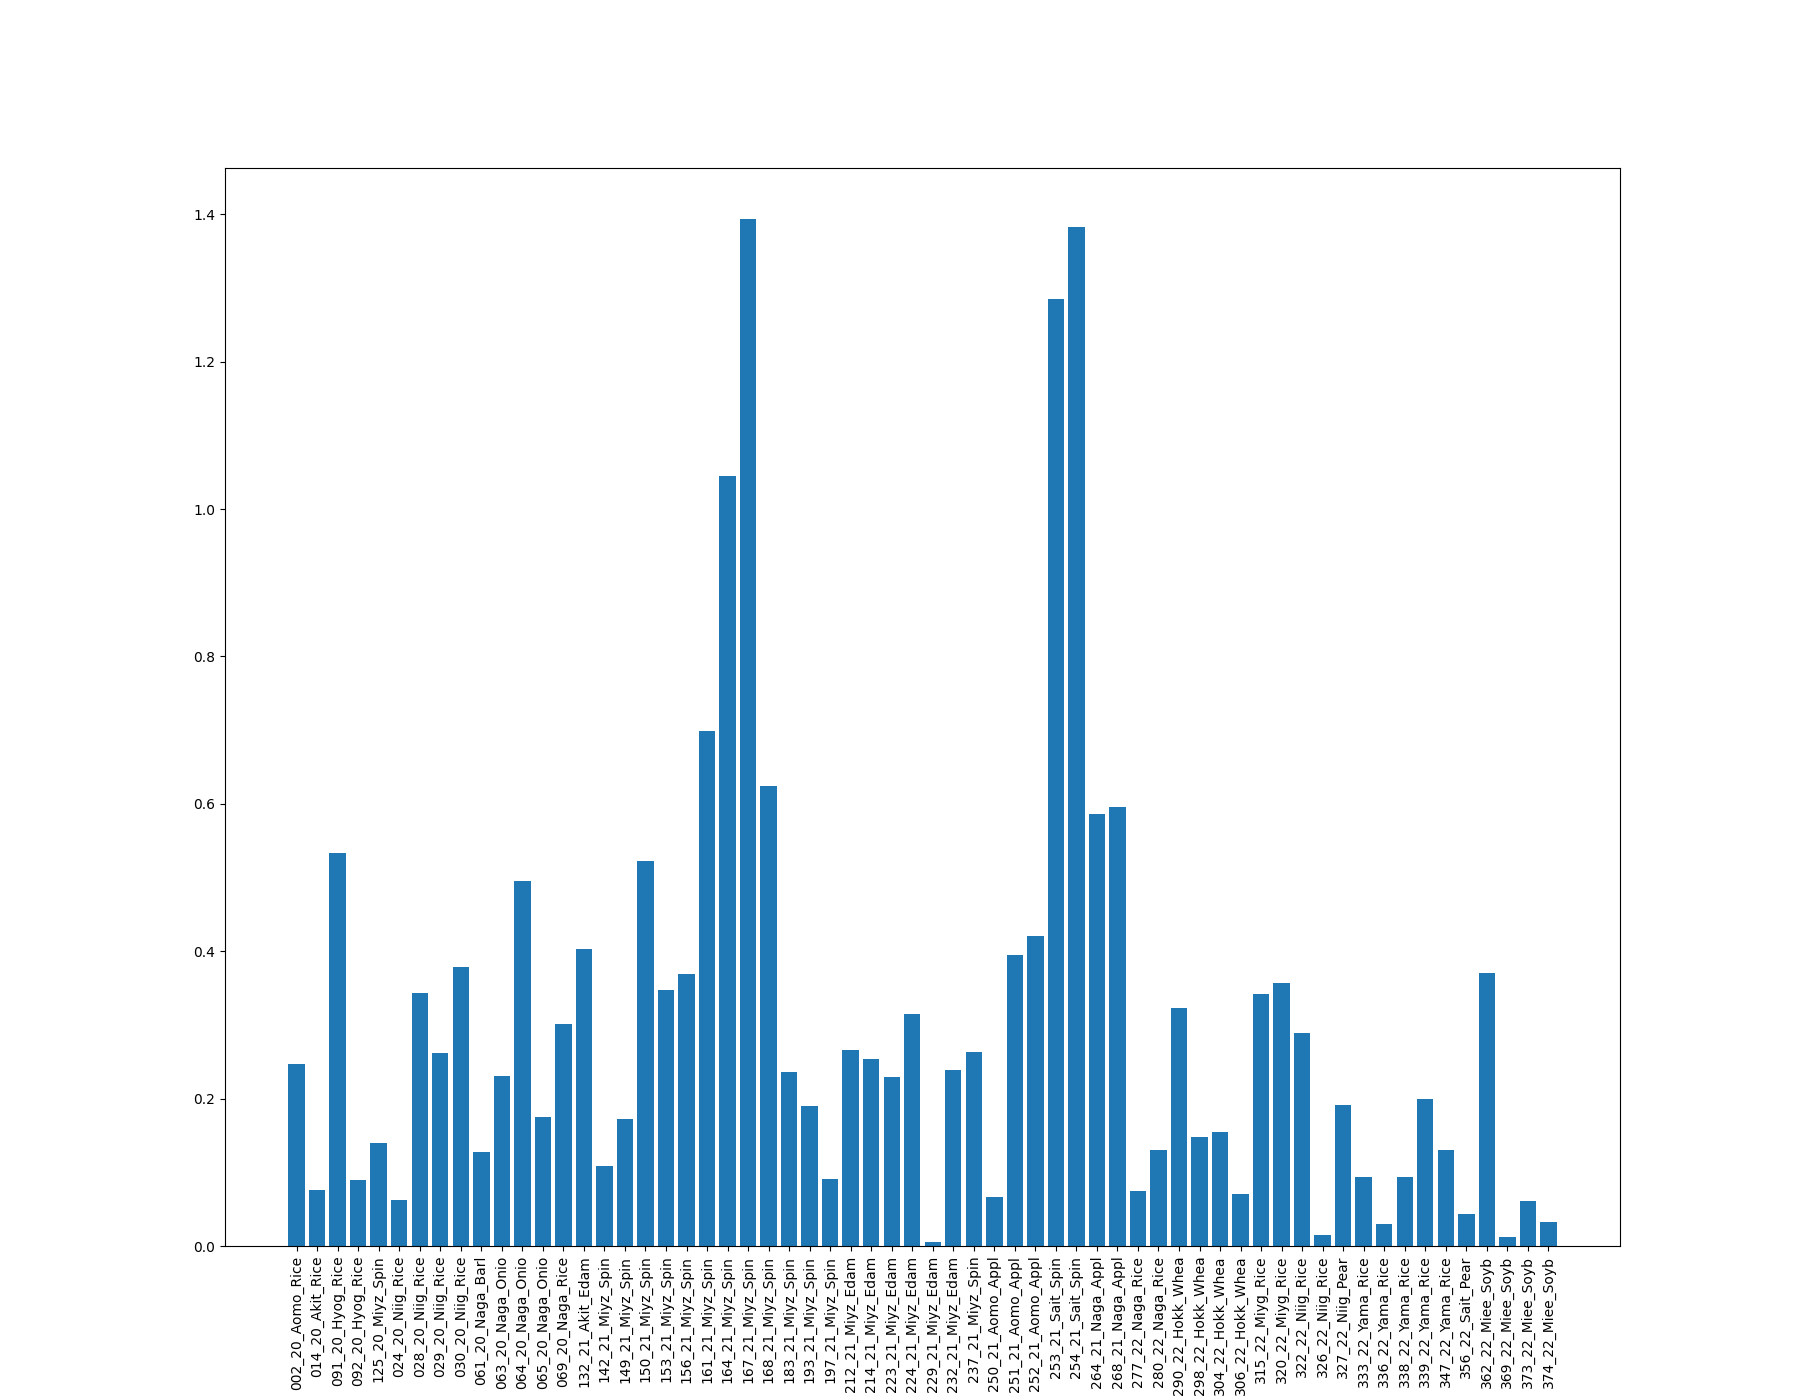 1.4
1.2
1.0
0.8
0.6
0.4
0.2
0.0
002_20_Aomo_Rice
014_20_Akit_Rice
091_20_Hyog_Rice
092_20_Hyog_Rice
125_20_Miyz_Spin
024_20_Niig_Rice
028_20_Niig_Rice
029_20_Niig_Rice
030_20_Niig_Rice
061_20_Naga_Barl
063_20_Naga_Onio
064_20_Naga_Onio
065_20_Naga_Onio
069_20_Naga_Rice
132_21_Akit_Edam
142_21_Miyz_Spin
149_21_Miyz_Spin
150_21_Miyz_Spin
153_21_Miyz_Spin
156_21_Miyz_Spin
161_21_Miyz_Spin
164_21_Miyz_Spin
167_21_Miyz_Spin
168_21_Miyz_Spin
183_21_Miyz_Spin
193_21_Miyz_Spin
197_21_Miyz_Spin
212_21_Miyz_Edam
214_21_Miyz_Edam
223_21_Miyz_Edam
224_21_Miyz_Edam
229_21_Miyz_Edam
232_21_Miyz_Edam
237_21_Miyz_Spin
250_21_Aomo_Appl
251_21_Aomo_Appl
252_21_Aomo_Appl
253_21_Sait_Spin
254_21_Sait_Spin
264_21_Naga_Appl
268_21_Naga_Appl
277_22_Naga_Rice
280_22_Naga_Rice
290_22_Hokk_Whea
298_22_Hokk_Whea
304_22_Hokk_Whea
306_22_Hokk_Whea
315_22_Miyg_Rice
320_22_Miyg_Rice
322_22_Niig_Rice
326_22_Niig_Rice
327_22_Niig_Pear
333_22_Yama_Rice
336_22_Yama_Rice
338_22_Yama_Rice
339_22_Yama_Rice
347_22_Yama_Rice
356_22_Sait_Pear
362_22_Miee_Soyb
369_22_Miee_Soyb
373_22_Miee_Soyb
374_22_Miee_Soyb